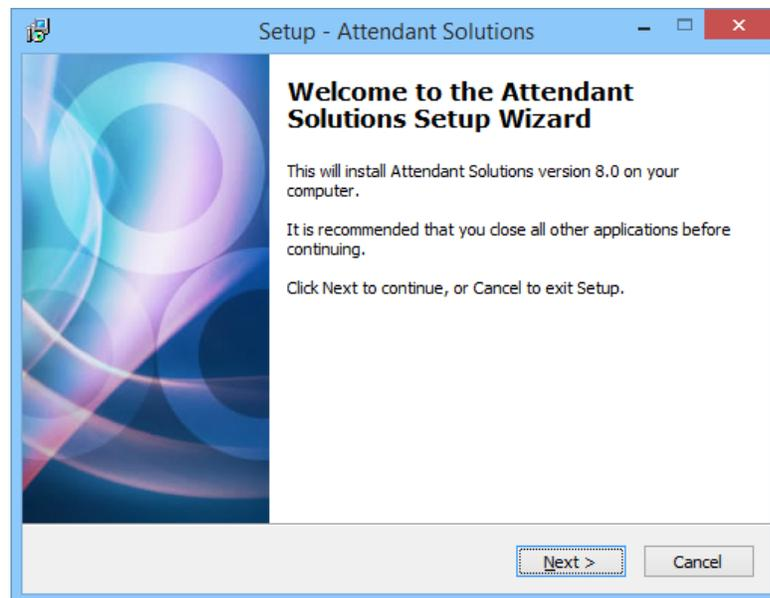 Setup - Attendant Solutions
Welcome to the Attendant
Solutions Setup Wizard
This will install Attendant Solutions version 8.0 on your
computer.
It is recommended that you close all other applications before
continuing.
Click Next to continue, or Cancel to exit Setup.
Next >
Cancel